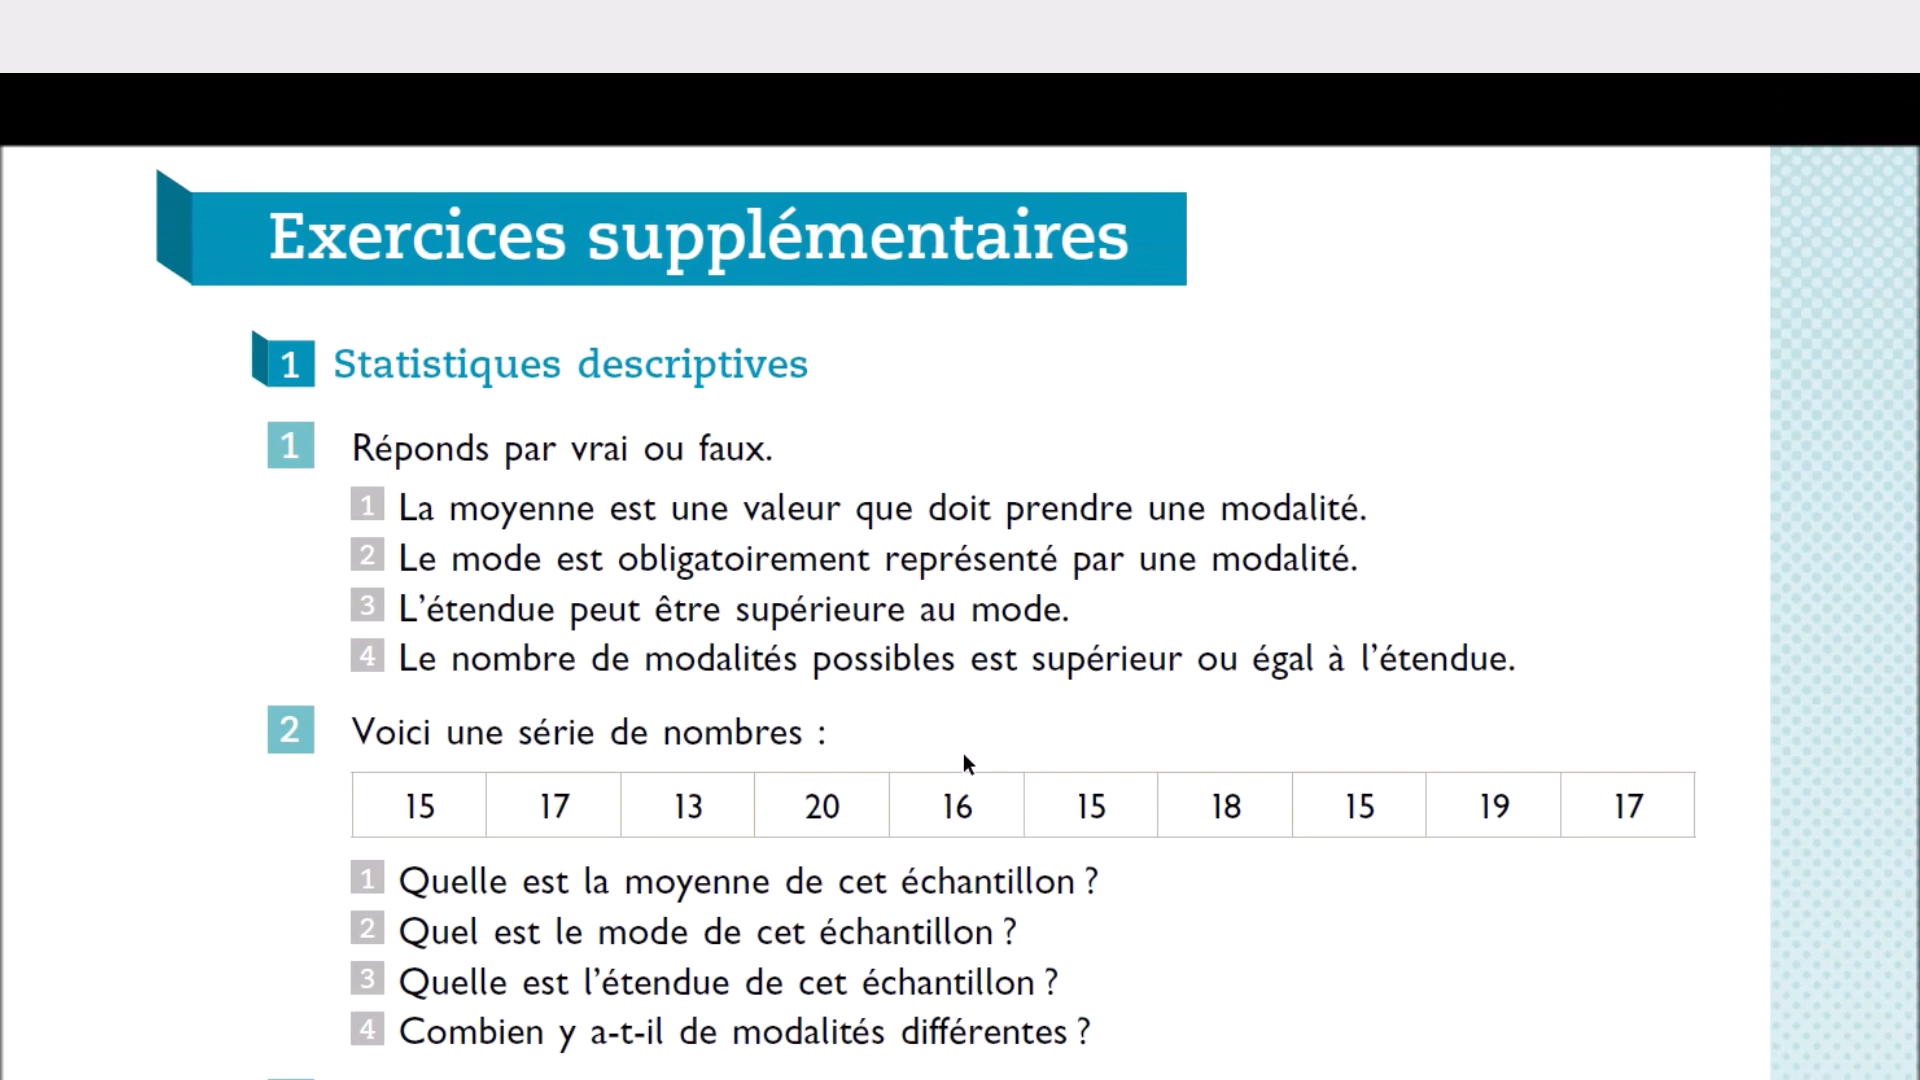 Exercices supplémentaires
1 Statistiques descriptives
1 Réponds par vrai ou faux.
1 La moyenne est une valeur que doit prendre une modalité.
2 Le mode est obligatoirement représenté par une modalité.
3 L’étendue peut être supérieure au mode.
4 Le nombre de modalités possibles est supérieur ou égal à l’étendue.
2 Voici une série de nombres :
15 17 13 20 16 15 18 15 19 17
1 Quelle est la moyenne de cet échantillon ?
2 Quel est le mode de cet échantillon ?
3 Quelle est l’étendue de cet échantillon ?
4 Combien y a-t-il de modalités différentes ?